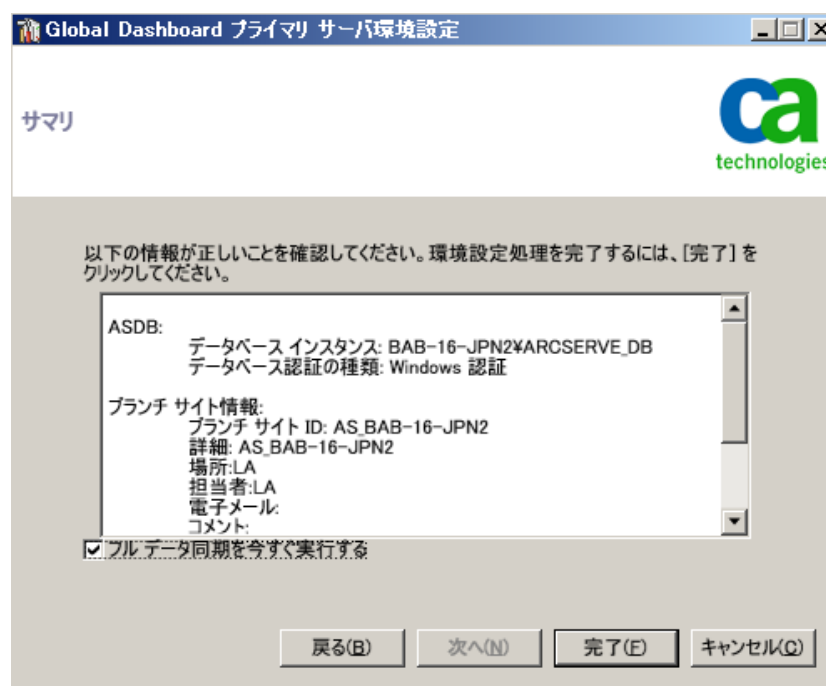 Global Dashboard プライマリ サーバ環境設定
サマリ
ca
technologies
以下の情報が正しいことを確認してください。環境設定処理を完了するには、[完了] を
クリックしてください。
ASDB:
データベース インスタンス: BAB-16-JPN2¥ARCSERVE_DB
データベース認証の種類: Windows 認証
ブランチ サイト情報:
ブランチ サイト ID: AS_BAB-16-JPN2
詳細: AS_BAB-16-JPN2
場所:LA
担当者:LA
電子メール:
コメント:
フル データ同期を今すぐ実行する
戻る(B) 次へ(N) 完了(F) キャンセル(C)